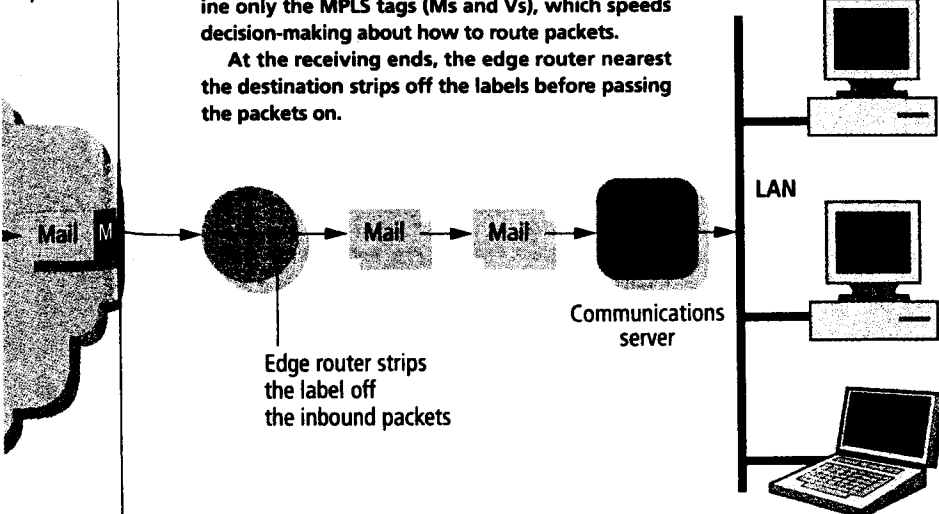 ine only the MPLS tags (Ms and Vs), which speeds
decision-making about how to route packets.
At the receiving ends, the edge router nearest
the destination strips off the labels before passing
the packets on.
LAN
Mail M
Mail
Mail
Communications
server
Edge router strips
the label off
the inbound packets